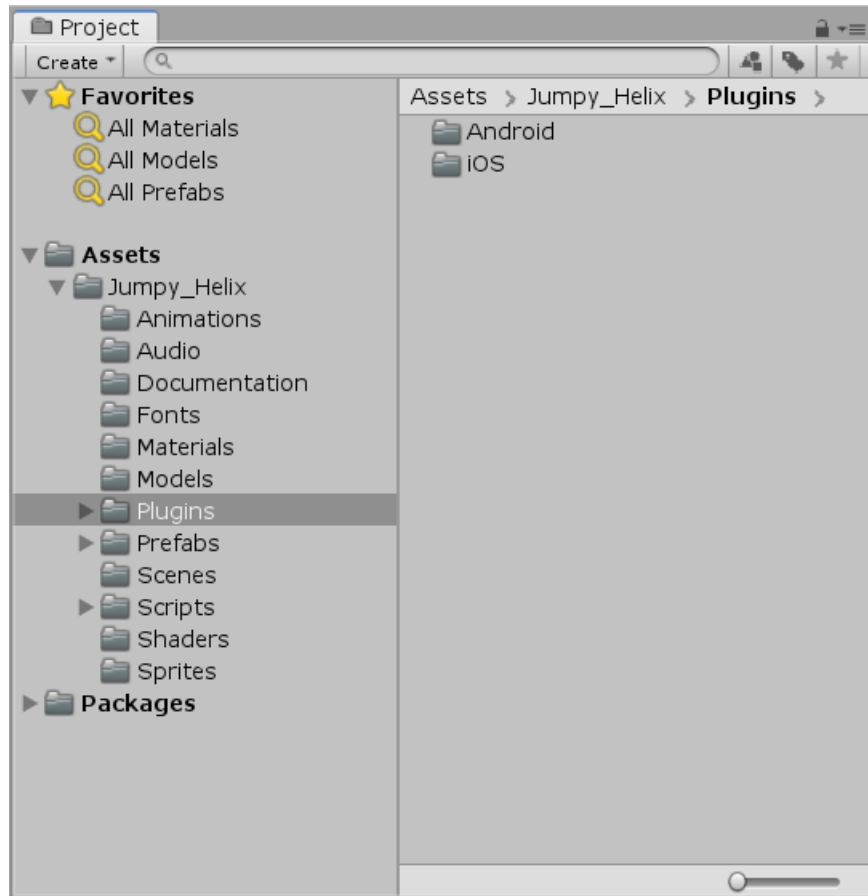 Project
Create
Favorites
All Materials
All Models
All Prefabs
Assets
Jumpy_Helix
Animations
Audio
Documentation
Fonts
Materials
Models
Plugins
Prefabs
Scenes
Scripts
Shaders
Sprites
Packages
Assets > Jumpy_Helix > Plugins >
Android
iOS